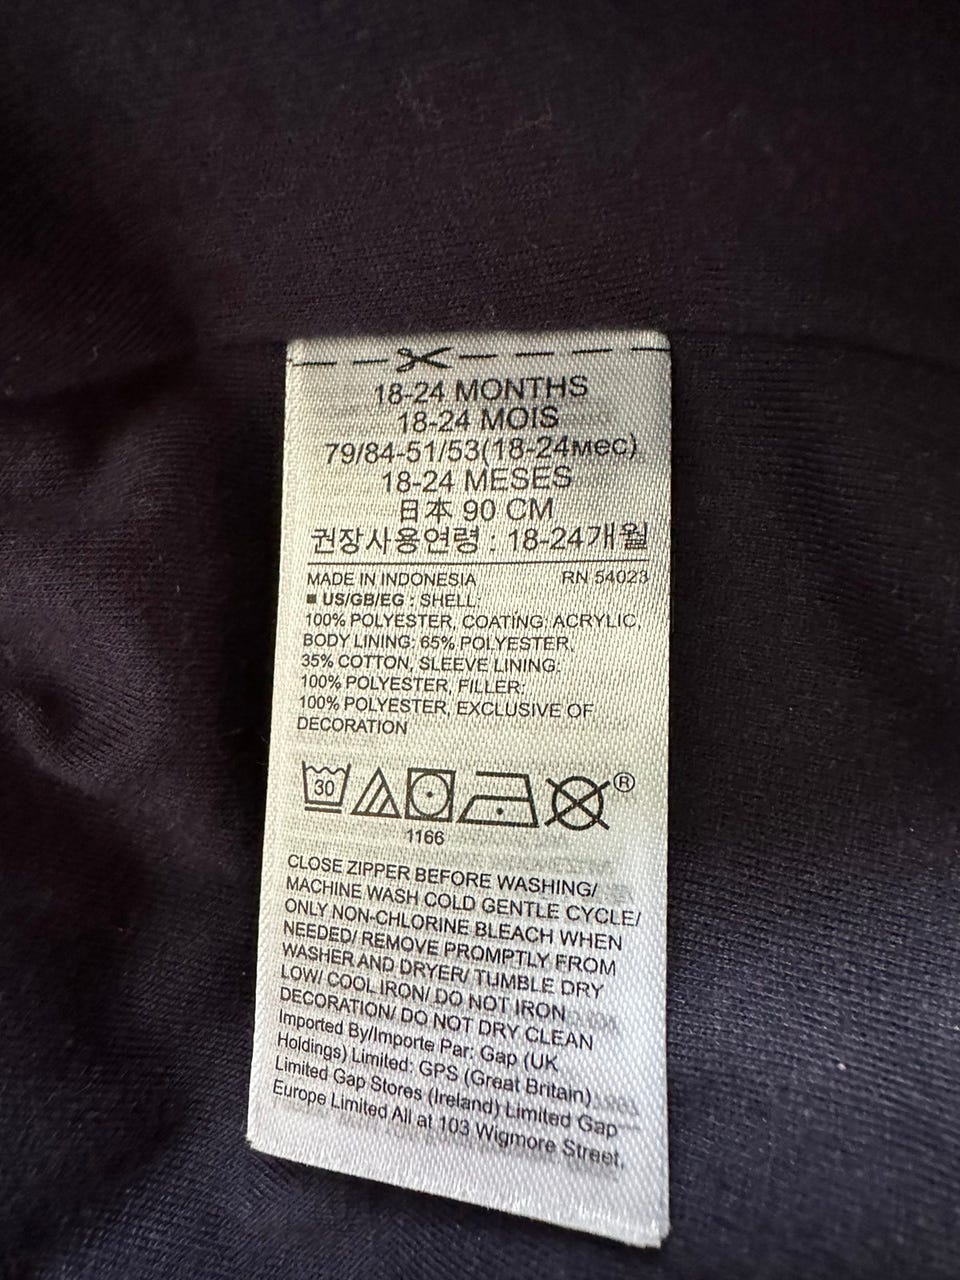 18-24 MONTHS
18-24 MOIS
79/84-51/53(18-24мес)
18-24 MESES
日本 90 CM
권장사용연령 : 18-24개월
MADE IN INDONESIA RN 54023
■ US/GB/EG : SHELL:
100% POLYESTER, COATING: ACRYLIC,
BODY LINING: 65% POLYESTER,
35% COTTON, SLEEVE LINING:
100% POLYESTER, FILLER:
100% POLYESTER, EXCLUSIVE OF
DECORATION
30 ®
1166
CLOSE ZIPPER BEFORE WASHING/
MACHINE WASH COLD GENTLE CYCLE/
ONLY NON-CHLORINE BLEACH WHEN
NEEDED/ REMOVE PROMPTLY FROM
WASHER AND DRYER/ TUMBLE DRY
LOW/ COOL IRON/ DO NOT IRON
DECORATION/ DO NOT DRY CLEAN
Imported By/Importe Par: Gap (UK
Holdings) Limited: GPS (Great Britain)
Limited Gap Stores (Ireland) Limited Gap
Europe Limited All at 103 Wigmore Street,